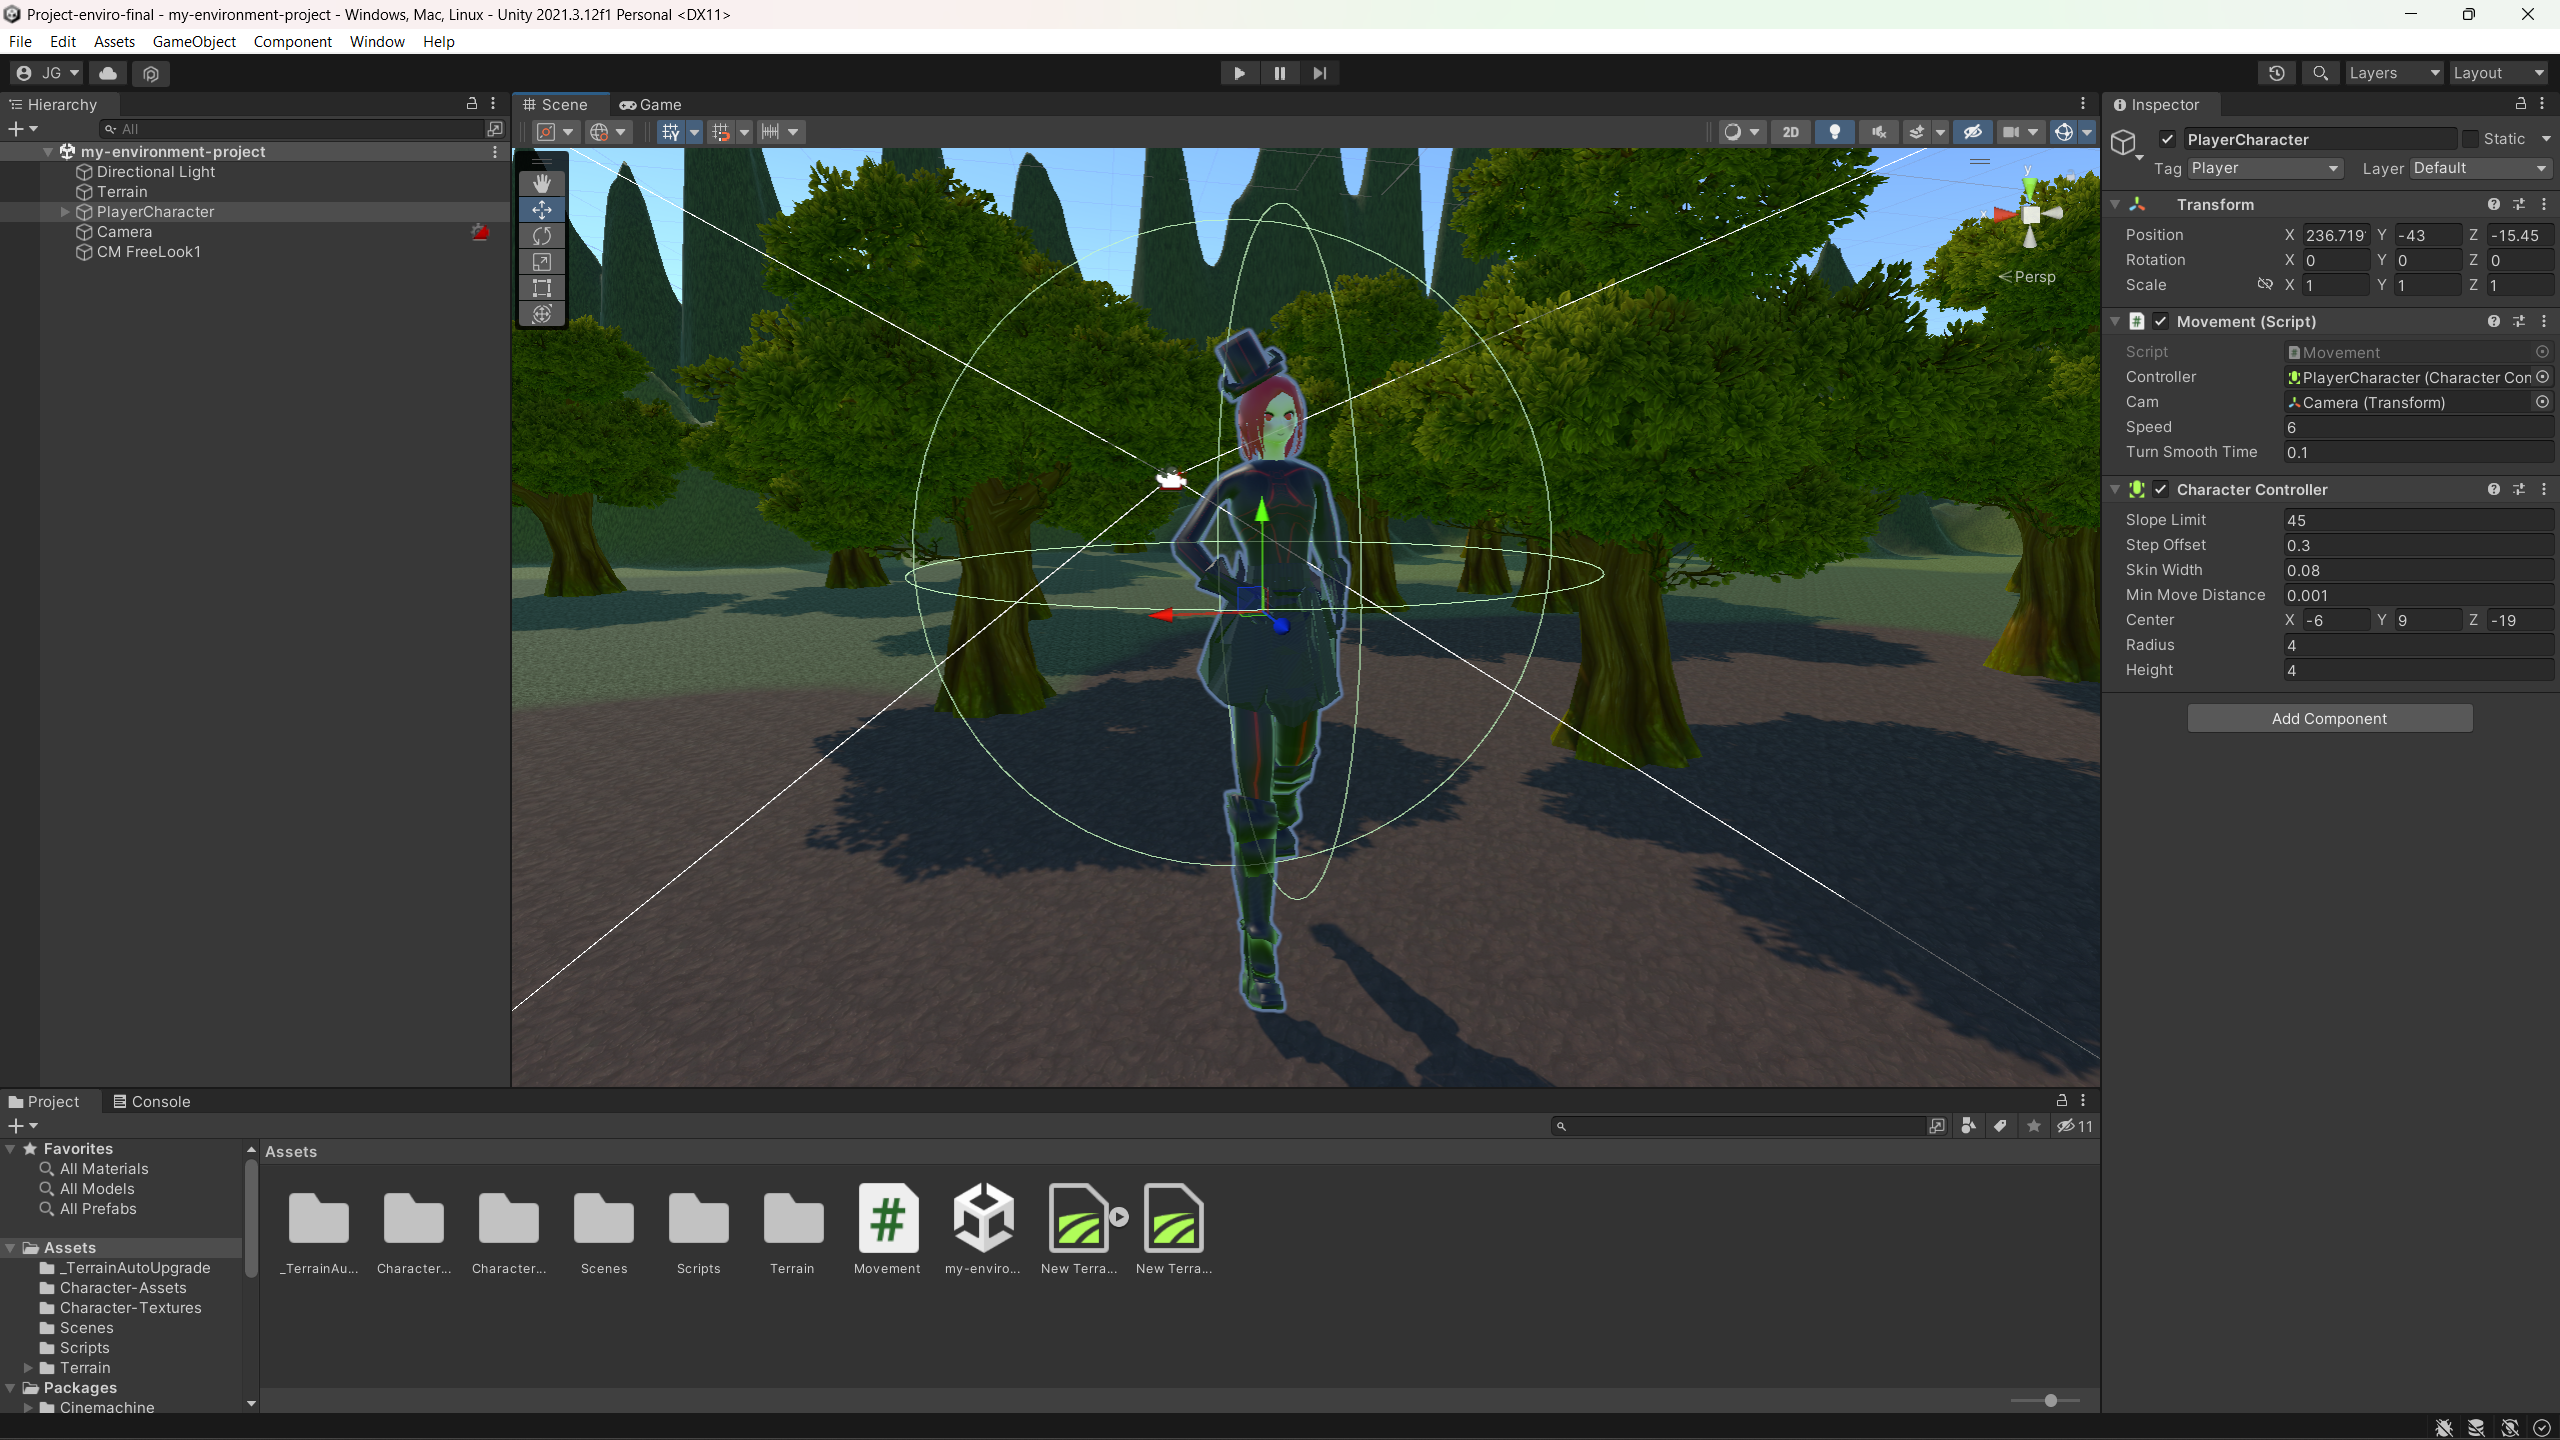 Project-enviro-final - my-environment-project - Windows, Mac, Linux - Unity 2021.3.12f1 Personal <DX11>
File Edit Assets GameObject Component Window Help
JG
Layers
Layout
Hierarchy
All
my-environment-project
Directional Light
Terrain
PlayerCharacter
Camera
CM FreeLook1
Scene
Game
2D
y
x
Persp
Inspector
PlayerCharacter
Static
Tag Player
Layer Default
Transform
Position X 236.719 Y -43 Z -15.45
Rotation X 0 Y 0 Z 0
Scale X 1 Y 1 Z 1
Movement (Script)
Script Movement
Controller PlayerCharacter (Character Con
Cam Camera (Transform)
Speed 6
Turn Smooth Time 0.1
Character Controller
Slope Limit 45
Step Offset 0.3
Skin Width 0.08
Min Move Distance 0.001
Center X -6 Y 9 Z -19
Radius 4
Height 4
Add Component
Project
Console
11
Favorites
All Materials
All Models
All Prefabs
Assets
_TerrainAutoUpgrade
Character-Assets
Character-Textures
Scenes
Scripts
Terrain
Packages
Cinemachine
Assets
_TerrainAu...
Character...
Character...
Scenes
Scripts
Terrain
Movement
my-enviro...
New Terra...
New Terra...